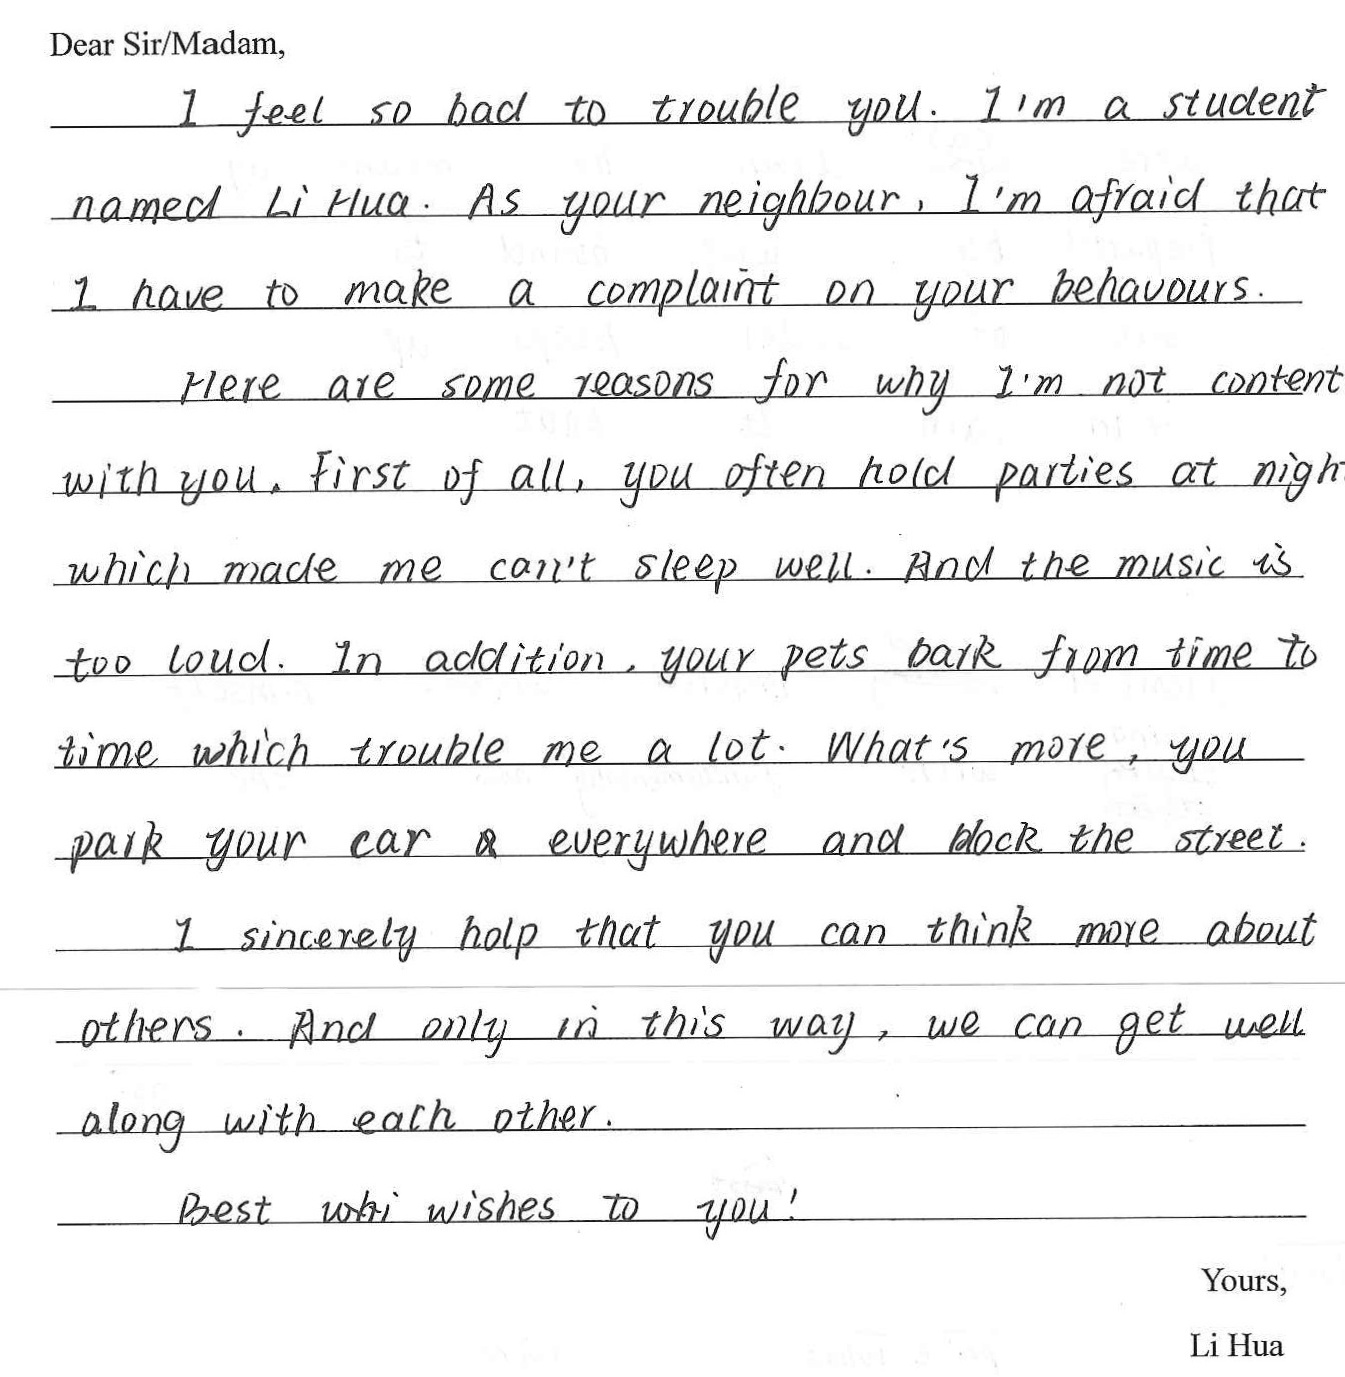 Dear Sir/Madam,
I feel so bad to trouble you. I'm a student
named Li Hua. As your neighbour, I'm afraid that
I have to make a complaint on your behavours.
Here are some reasons for why I'm not content
with you. First of all, you often hold parties at nigh
which made me can't sleep well. And the music is
too loud. In addition, your pets bark from time to
time which trouble me a lot. What's more, you
park your car everywhere and block the street.
I sincerely holp that you can think more about
others. And only in this way, we can get well
along with each other.
Best wishes to you!
Yours,
Li Hua